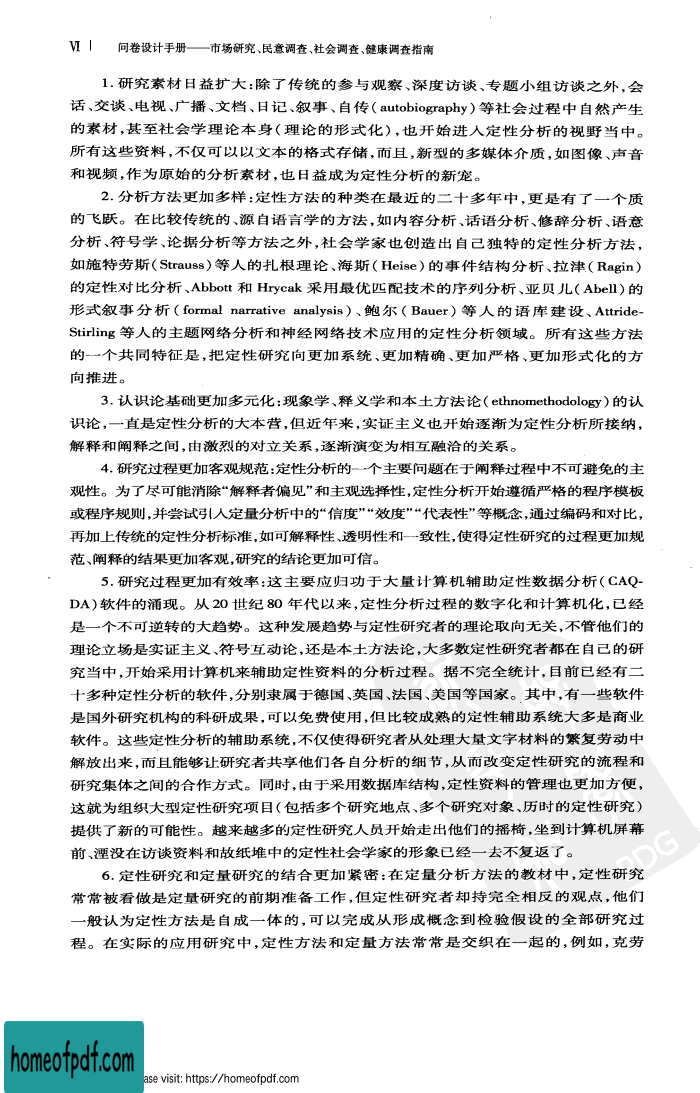 Ⅵ | 问卷设计手册——市场研究、民意调查、社会调查、健康调查指南
1. 研究素材日益扩大:除了传统的参与观察、深度访谈、专题小组访谈之外,会
话、交谈、电视、广播、文档、日记、叙事、自传( autobiography) 等社会过程中自然产生
的素材,甚至社会学理论本身(理论的形式化),也开始进入定性分析的视野当中。
所有这些资料,不仅可以以文本的格式存储,而且,新型的多媒体介质,如图像、声音
和视频,作为原始的分析素材,也日益成为定性分析的新宠。
2. 分析方法更加多样:定性方法的种类在最近的二十多年中,更是有了一个质
的飞跃。在比较传统的、源自语言学的方法,如内容分析、话语分析、修辞分析、语意
分析、符号学、论据分析等方法之外,社会学家也创造出自己独特的定性分析方法,
如施特劳斯(Strauss)等人的扎根理论、海斯(Heise)的事件结构分析、拉津(Ragin)
的定性对比分析、Abbott 和 Hrycak 采用最优匹配技术的序列分析、亚贝儿(Abell)的
形式叙事分析( formal narrative analysis)、鲍尔( Bauer) 等人的语库建设、Attride-
Stirling 等人的主题网络分析和神经网络技术应用的定性分析领域。所有这些方法
的一个共同特征是,把定性研究向更加系统、更加精确、更加严格、更加形式化的方
向推进。
3. 认识论基础更加多元化:现象学、释义学和本土方法论(ethnomethodology)的认
识论,一直是定性分析的大本营,但近年来,实证主义也开始逐渐为定性分析所接纳,
解释和阐释之间,由激烈的对立关系,逐渐演变为相互融洽的关系。
4. 研究过程更加客观规范:定性分析的一个主要问题在于阐释过程中不可避免的主
观性。为了尽可能消除“解释者偏见”和主观选择性,定性分析开始遵循严格的程序模板
或程序规则,并尝试引入定量分析中的“信度”“效度”“代表性”等概念,通过编码和对比,
再加上传统的定性分析标准,如可解释性、透明性和一致性,使得定性研究的过程更加规
范、阐释的结果更加客观,研究的结论更加可信。
5. 研究过程更加有效率:这主要应归功于大量计算机辅助定性数据分析(CAQ-
DA)软件的涌现。从 20 世纪 80 年代以来,定性分析过程的数字化和计算机化,已经
是一个不可逆转的大趋势。这种发展趋势与定性研究者的理论取向无关,不管他们的
理论立场是实证主义、符号互动论,还是本土方法论,大多数定性研究者都在自己的研
究当中,开始采用计算机来辅助定性资料的分析过程。据不完全统计,目前已经有二
十多种定性分析的软件,分别隶属于德国、英国、法国、美国等国家。其中,有一些软件
是国外研究机构的科研成果,可以免费使用,但比较成熟的定性辅助系统大多是商业
软件。这些定性分析的辅助系统,不仅使得研究者从处理大量文字材料的繁复劳动中
解放出来,而且能够让研究者共享他们各自分析的细节,从而改变定性研究的流程和
研究集体之间的合作方式。同时,由于采用数据库结构,定性资料的管理也更加方便,
这就为组织大型定性研究项目(包括多个研究地点、多个研究对象、历时的定性研究)
提供了新的可能性。越来越多的定性研究人员开始走出他们的摇椅,坐到计算机屏幕
前、湮没在访谈资料和故纸堆中的定性社会学家的形象已经一去不复返了。
6. 定性研究和定量研究的结合更加紧密:在定量分析方法的教材中,定性研究
常常被看做是定量研究的前期准备工作,但定性研究者却持完全相反的观点,他们
一般认为定性方法是自成一体的,可以完成从形成概念到检验假设的全部研究过
程。在实际的应用研究中,定性方法和定量方法常常是交织在一起的,例如,克劳
PDG
homeofpdf.com
ase visit: https://homeofpdf.com